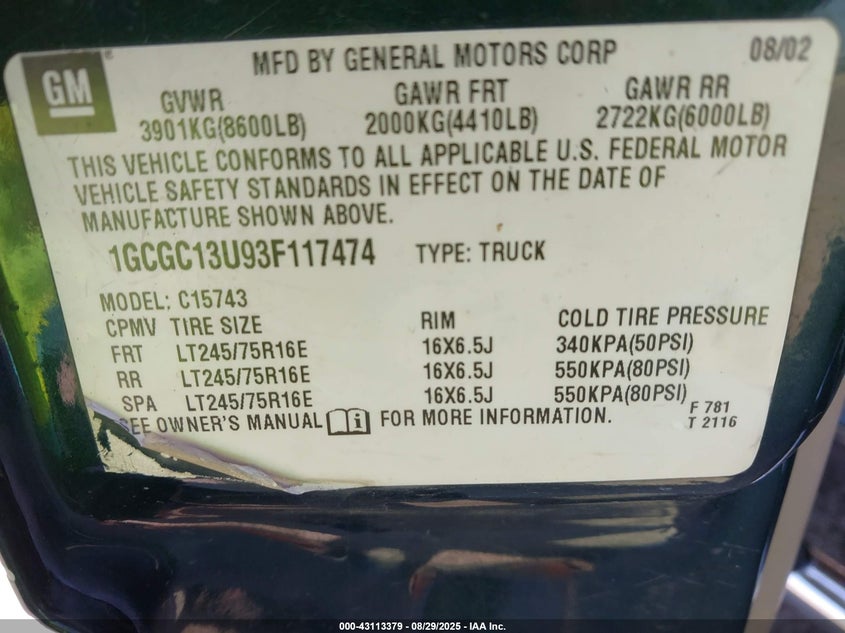 GM
MFD BY GENERAL MOTORS CORP 08/02
GVWR GAWR FRT GAWR RR
3901KG(8600LB) 2000KG(4410LB) 2722KG(6000LB)
THIS VEHICLE CONFORMS TO ALL APPLICABLE U.S. FEDERAL MOTOR
VEHICLE SAFETY STANDARDS IN EFFECT ON THE DATE OF
MANUFACTURE SHOWN ABOVE.
1GCGC13U93F117474 TYPE: TRUCK
MODEL: C15743
CPMV TIRE SIZE RIM COLD TIRE PRESSURE
FRT LT245/75R16E 16X6.5J 340KPA(50PSI)
RR LT245/75R16E 16X6.5J 550KPA(80PSI)
SPA LT245/75R16E 16X6.5J 550KPA(80PSI)
SEE OWNER'S MANUAL i FOR MORE INFORMATION. F 781
T 2116
000-43113379 - 08/29/2025 - IAA Inc.